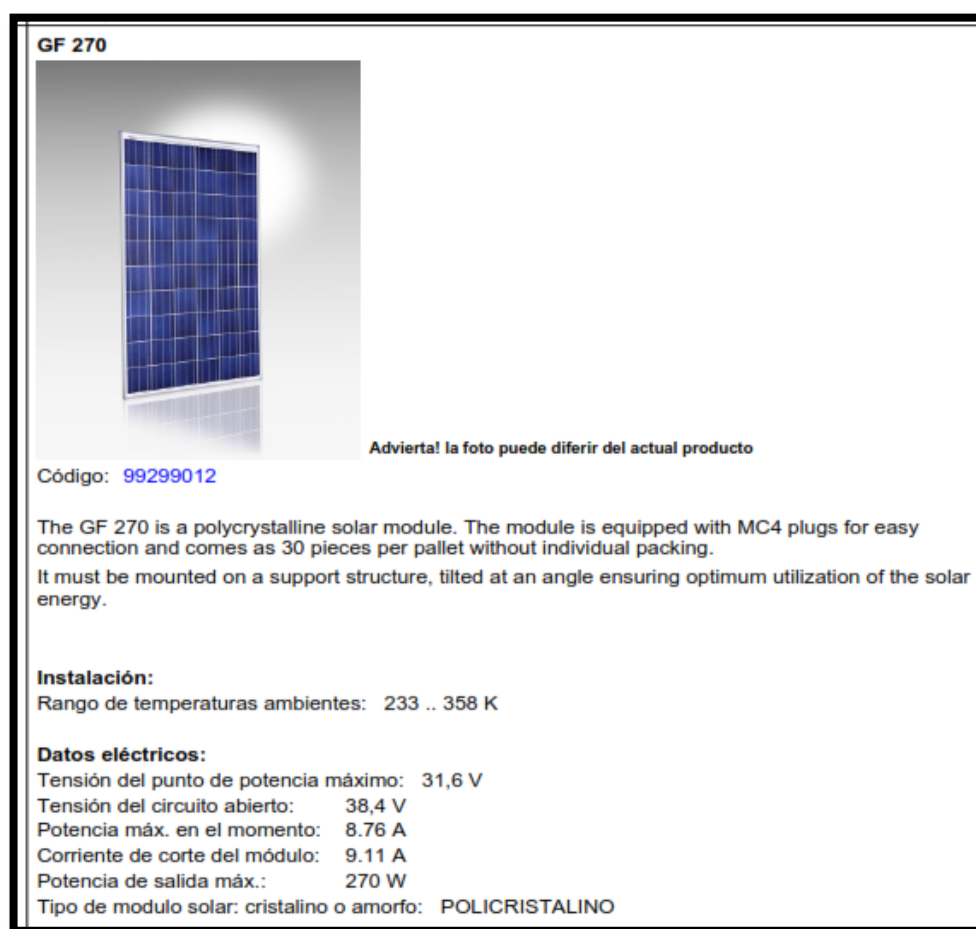 GF 270
Advierta! la foto puede diferir del actual producto
Código: 99299012
The GF 270 is a polycrystalline solar module. The module is equipped with MC4 plugs for easy
connection and comes as 30 pieces per pallet without individual packing.
It must be mounted on a support structure, tilted at an angle ensuring optimum utilization of the solar
energy.
Instalación:
Rango de temperaturas ambientes: 233 .. 358 K
Datos eléctricos:
Tensión del punto de potencia máximo: 31,6 V
Tensión del circuito abierto: 38,4 V
Potencia máx. en el momento: 8.76 A
Corriente de corte del módulo: 9.11 A
Potencia de salida máx.: 270 W
Tipo de modulo solar: cristalino o amorfo: POLICRISTALINO